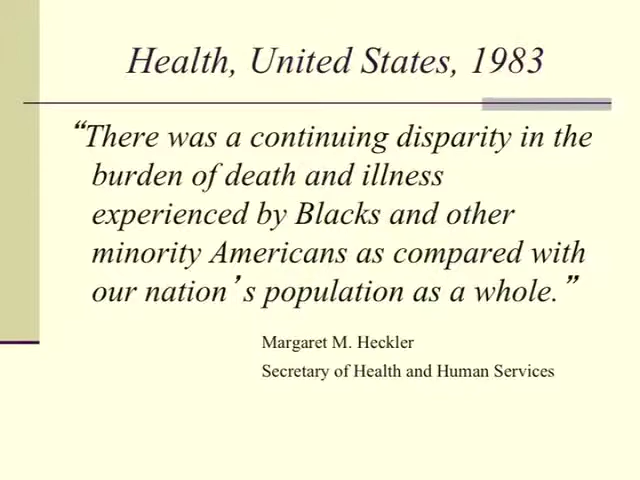 Health, United States, 1983
“There was a continuing disparity in the
burden of death and illness
experienced by Blacks and other
minority Americans as compared with
our nation’s population as a whole.”
Margaret M. Heckler
Secretary of Health and Human Services